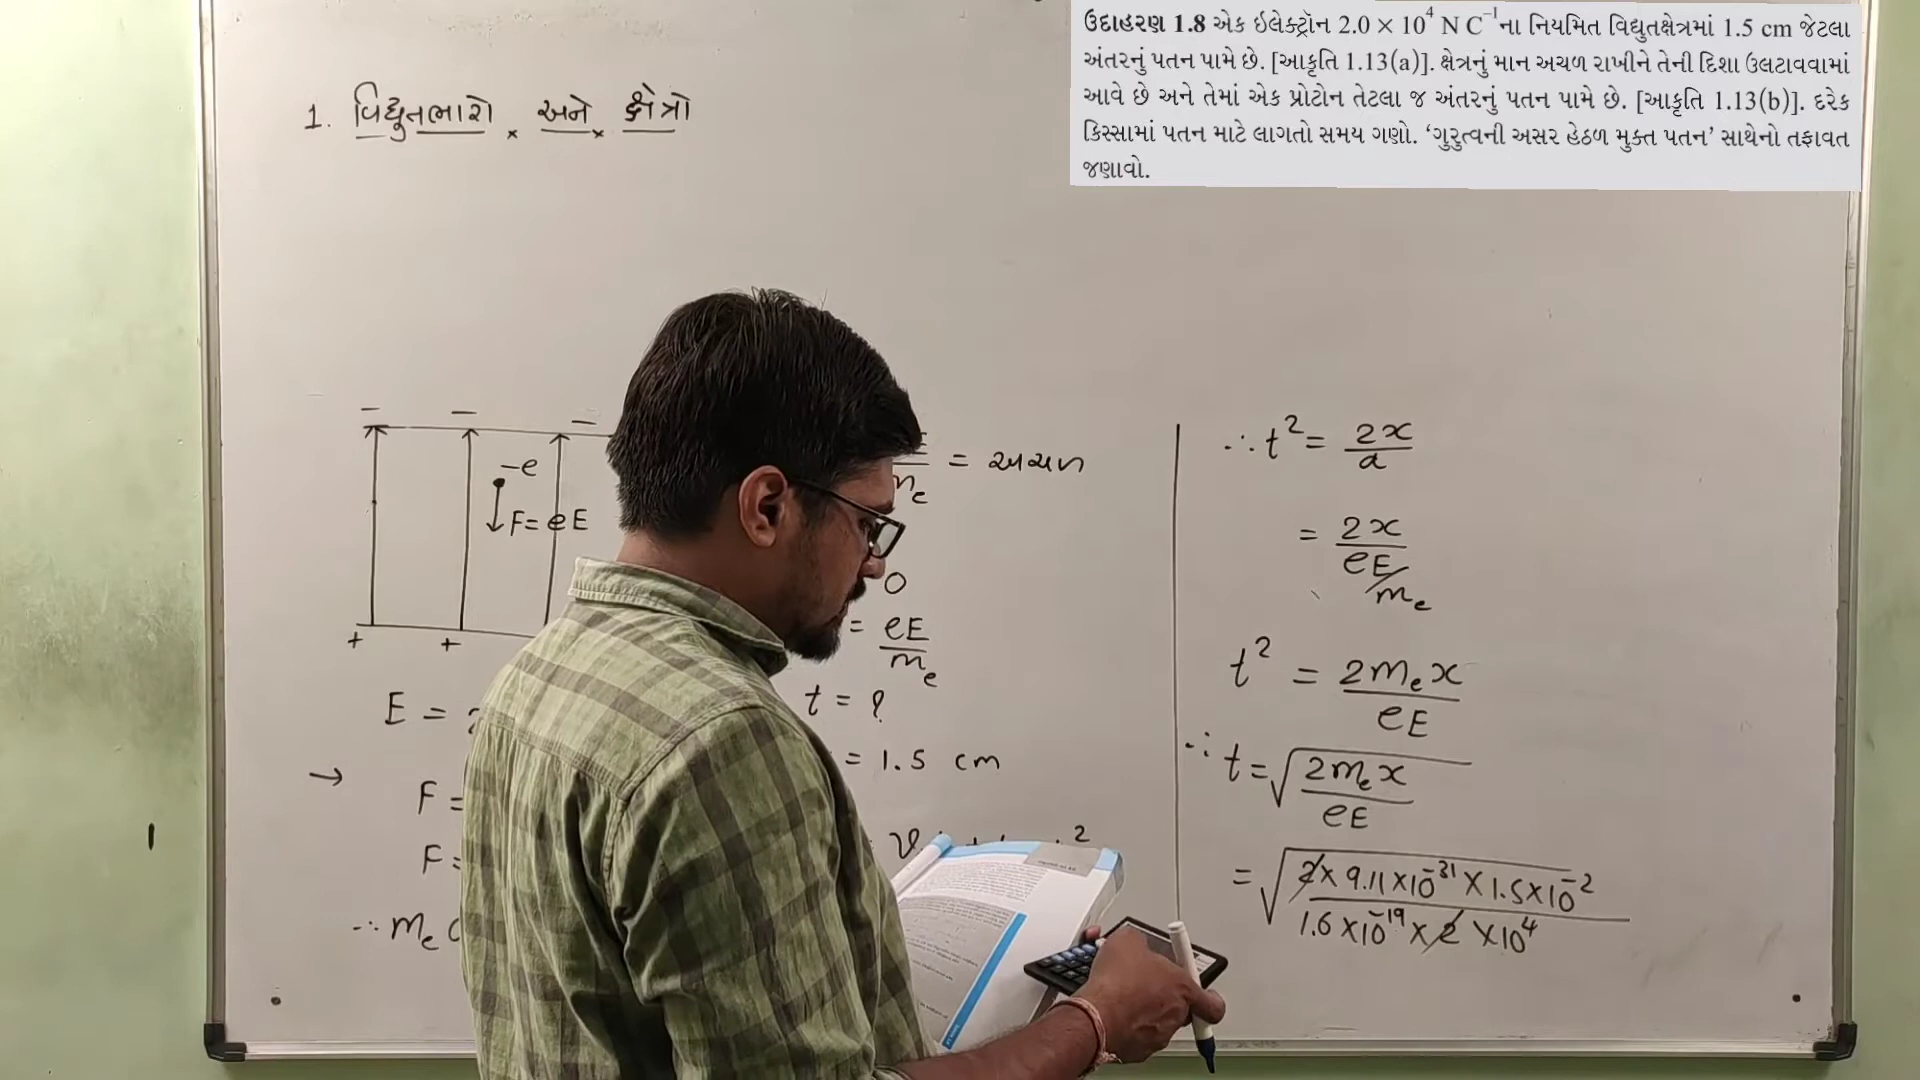 ઉદાહરણ 1.8 એક ઇલેક્ટ્રૉન 2.0 × 10⁴ N C⁻¹ના નિયમિત વિદ્યુતક્ષેત્રમાં 1.5 cm જેટલા
અંતરનું પતન પામે છે. [આકૃતિ 1.13(a)]. ક્ષેત્રનું માન અચળ રાખીને તેની દિશા ઉલટાવવામાં
આવે છે અને તેમાં એક પ્રોટોન તેટલા જ અંતરનું પતન પામે છે. [આકૃતિ 1.13(b)]. દરેક
કિસ્સામાં પતન માટે લાગતો સમય ગણો. ‘ગુરુત્વની અસર હેઠળ મુક્ત પતન’ સાથેનો તફાવત
જણાવો.
1. વિદ્યુતભારો અને ક્ષેત્રો
− − −
−e
F = eE
+ +
E =
→ F =
F =
∴ mₑ
= અચળ
0
= eE/mₑ
t = ?
= 1.5 cm
∴ t² = 2x/a
= 2x/(eE/mₑ)
t² = 2mₑx/eE
∴ t = √(2mₑx/eE)
= √(2 × 9.11 × 10⁻³¹ × 1.5 × 10⁻²/1.6 × 10⁻¹⁹ × 2 × 10⁴)